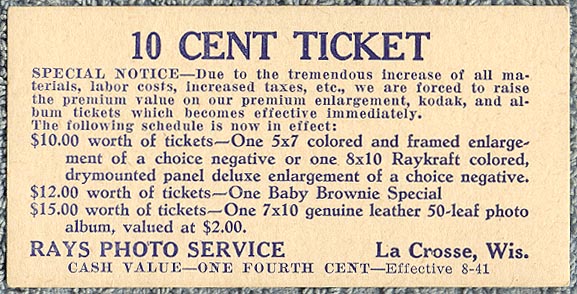 10 CENT TICKET
SPECIAL NOTICE—Due to the tremendous increase of all ma-
terials, labor costs, increased taxes, etc., we are forced to raise
the premium value on our premium enlargement, kodak, and al-
bum tickets which becomes effective immediately.
The following schedule is now in effect:
$10.00 worth of tickets—One 5x7 colored and framed enlarge-
ment of a choice negative or one 8x10 Raykraft colored,
drymounted panel deluxe enlargement of a choice negative.
$12.00 worth of tickets—One Baby Brownie Special
$15.00 worth of tickets—One 7x10 genuine leather 50-leaf photo
album, valued at $2.00.
RAYS PHOTO SERVICE La Crosse, Wis.
CASH VALUE—ONE FOURTH CENT—Effective 8-41